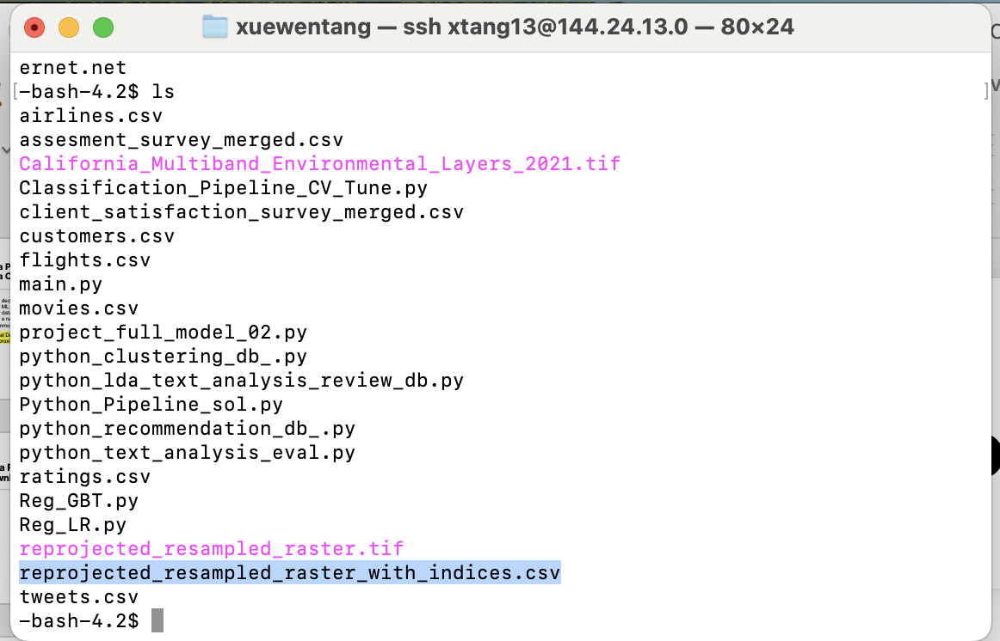 xuewentang — ssh xtang13@144.24.13.0 — 80×24
ernet.net
[-bash-4.2$ ls ]
airlines.csv
assesment_survey_merged.csv
California_Multiband_Environmental_Layers_2021.tif
Classification_Pipeline_CV_Tune.py
client_satisfaction_survey_merged.csv
customers.csv
flights.csv
main.py
movies.csv
project_full_model_02.py
python_clustering_db_.py
python_lda_text_analysis_review_db.py
Python_Pipeline_sol.py
python_recommendation_db_.py
python_text_analysis_eval.py
ratings.csv
Reg_GBT.py
Reg_LR.py
reprojected_resampled_raster.tif
reprojected_resampled_raster_with_indices.csv
tweets.csv
-bash-4.2$